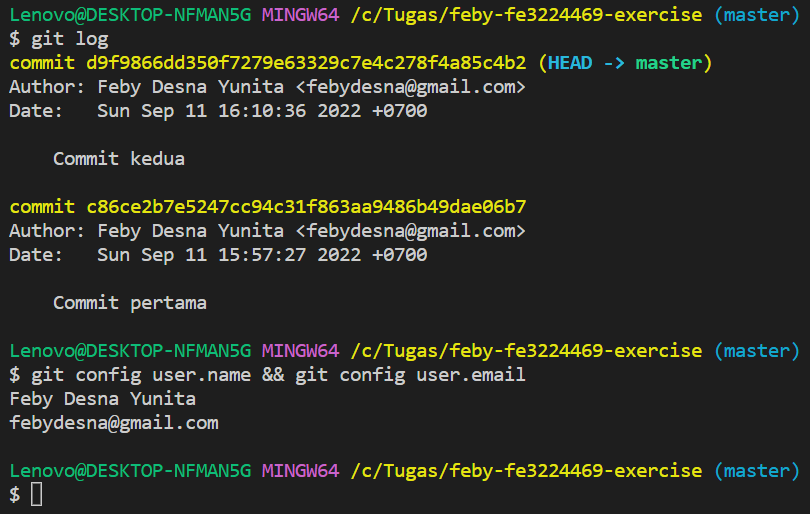 Lenovo@DESKTOP-NFMAN5G MINGW64 /c/Tugas/feby-fe3224469-exercise (master)
$ git log
commit d9f9866dd350f7279e63329c7e4c278f4a85c4b2 (HEAD -> master)
Author: Feby Desna Yunita <febydesna@gmail.com>
Date:   Sun Sep 11 16:10:36 2022 +0700
    Commit kedua
commit c86ce2b7e5247cc94c31f863aa9486b49dae06b7
Author: Feby Desna Yunita <febydesna@gmail.com>
Date:   Sun Sep 11 15:57:27 2022 +0700
    Commit pertama
Lenovo@DESKTOP-NFMAN5G MINGW64 /c/Tugas/feby-fe3224469-exercise (master)
$ git config user.name && git config user.email
Feby Desna Yunita
febydesna@gmail.com
Lenovo@DESKTOP-NFMAN5G MINGW64 /c/Tugas/feby-fe3224469-exercise (master)
$